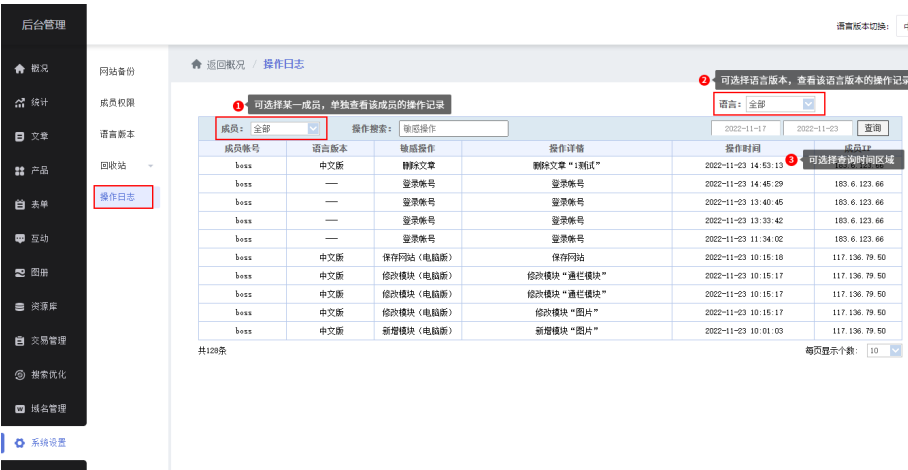 后台管理
语言版本切换:
概况
统计
文章
产品
表单
互动
图册
资源库
交易管理
搜索优化
域名管理
系统设置
网站备份
成员权限
语言版本
回收站
操作日志
返回概况 / 操作日志
2 可选择语言版本，查看该语言版本的操作记录
1 可选择某一成员，单独查看该成员的操作记录
语言: 全部
成员: 全部 操作搜索: 敏感操作 2022-11-17 2022-11-23 查询
成员帐号 语言版本 敏感操作 操作详情 操作时间 成员IP
3 可选择查询时间区域
boss 中文版 删除文章 删除文章 “1测试” 2022-11-23 14:53:13
boss —— 登录帐号 登录帐号 2022-11-23 14:45:29 183.6.123.66
boss —— 登录帐号 登录帐号 2022-11-23 13:40:45 183.6.123.66
boss —— 登录帐号 登录帐号 2022-11-23 13:33:42 183.6.123.66
boss —— 登录帐号 登录帐号 2022-11-23 11:34:02 183.6.123.66
boss 中文版 保存网站（电脑版） 保存网站 2022-11-23 10:15:18 117.136.79.50
boss 中文版 修改模块（电脑版） 修改模块 “通栏模块” 2022-11-23 10:15:17 117.136.79.50
boss 中文版 修改模块（电脑版） 修改模块 “通栏模块” 2022-11-23 10:15:17 117.136.79.50
boss 中文版 修改模块（电脑版） 修改模块 “图片” 2022-11-23 10:15:17 117.136.79.50
boss 中文版 新增模块（电脑版） 新增模块 “图片” 2022-11-23 10:01:03 117.136.79.50
共128条 每页显示个数: 10